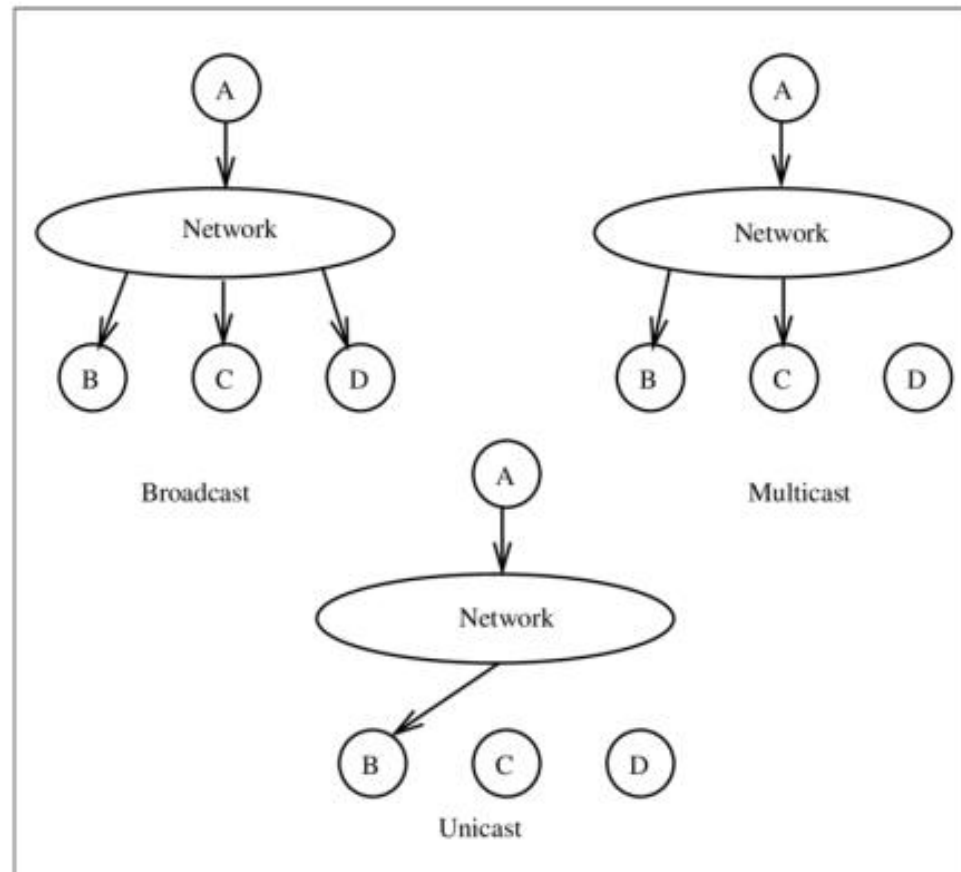 A
Network
B C D
Broadcast
A
Network
B C D
Multicast
A
Network
B C D
Unicast